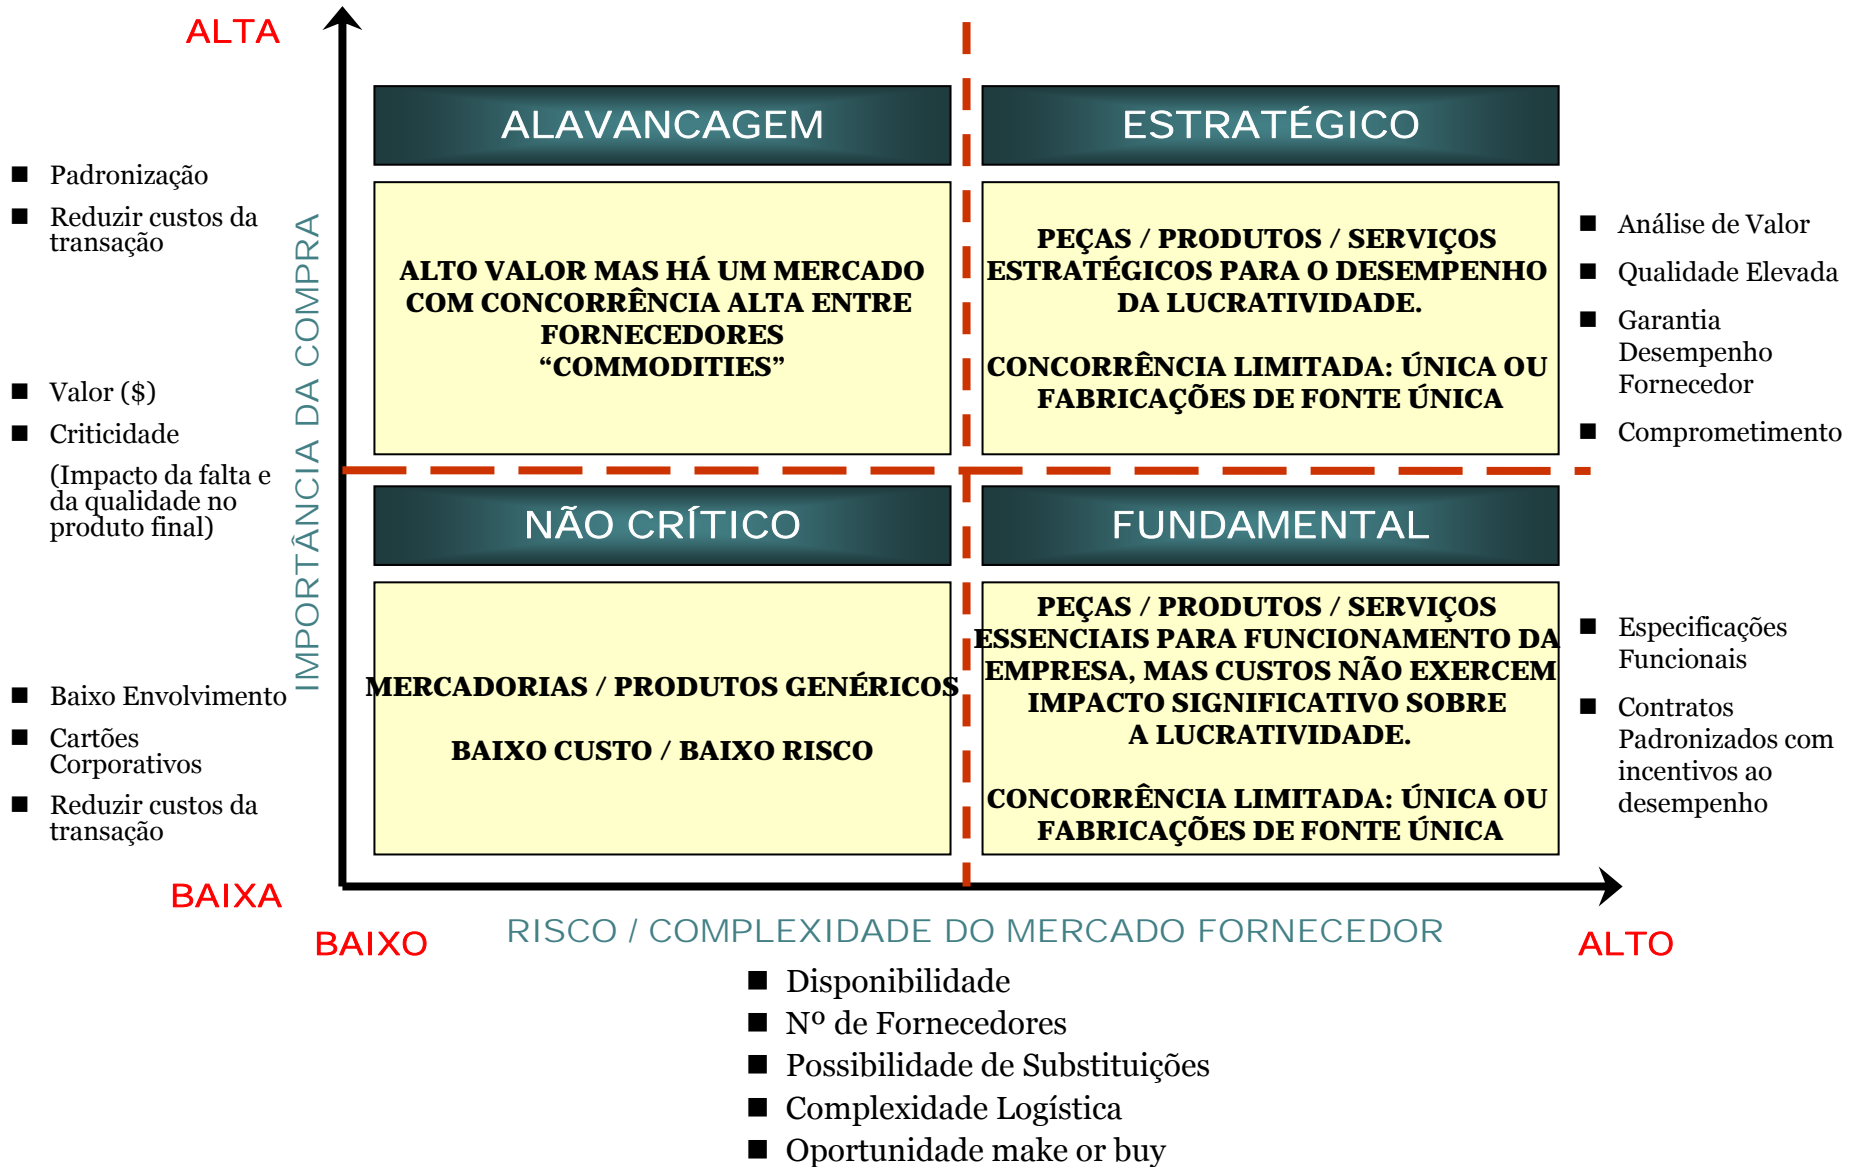 ALTA
ALAVANCAGEM
ESTRATÉGICO
■ Padronização
■ Reduzir custos da
transação
■ Valor ($)
■ Criticidade
(Impacto da falta e
da qualidade no
produto final)
■ Baixo Envolvimento
■ Cartões
Corporativos
■ Reduzir custos da
transação
IMPORTÂNCIA DA COMPRA
ALTO VALOR MAS HÁ UM MERCADO
COM CONCORRÊNCIA ALTA ENTRE
FORNECEDORES
“COMMODITIES”
PEÇAS / PRODUTOS / SERVIÇOS
ESTRATÉGICOS PARA O DESEMPENHO
DA LUCRATIVIDADE.
CONCORRÊNCIA LIMITADA: ÚNICA OU
FABRICAÇÕES DE FONTE ÚNICA
■ Análise de Valor
■ Qualidade Elevada
■ Garantia
Desempenho
Fornecedor
■ Comprometimento
NÃO CRÍTICO
FUNDAMENTAL
MERCADORIAS / PRODUTOS GENÉRICOS
BAIXO CUSTO / BAIXO RISCO
PEÇAS / PRODUTOS / SERVIÇOS
ESSENCIAIS PARA FUNCIONAMENTO DA
EMPRESA, MAS CUSTOS NÃO EXERCEM
IMPACTO SIGNIFICATIVO SOBRE
A LUCRATIVIDADE.
CONCORRÊNCIA LIMITADA: ÚNICA OU
FABRICAÇÕES DE FONTE ÚNICA
■ Especificações
Funcionais
■ Contratos
Padronizados com
incentivos ao
desempenho
BAIXA
BAIXO
RISCO / COMPLEXIDADE DO MERCADO FORNECEDOR
ALTO
■ Disponibilidade
■ Nº de Fornecedores
■ Possibilidade de Substituições
■ Complexidade Logística
■ Oportunidade make or buy